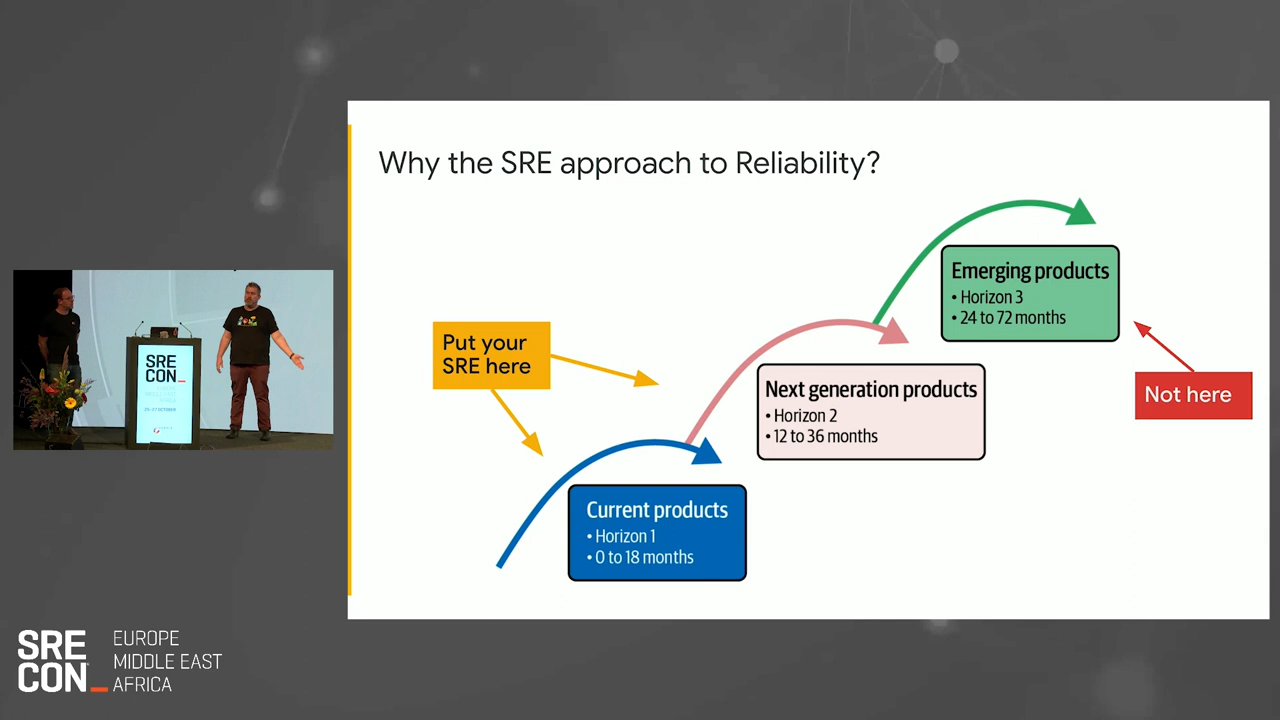 Why the SRE approach to Reliability?
Emerging products
• Horizon 3
• 24 to 72 months
Put your
SRE here
Not here
Next generation products
• Horizon 2
• 12 to 36 months
Current products
• Horizon 1
• 0 to 18 months
SRE
CON_
SRE
CON_
EUROPE
MIDDLE EAST
AFRICA